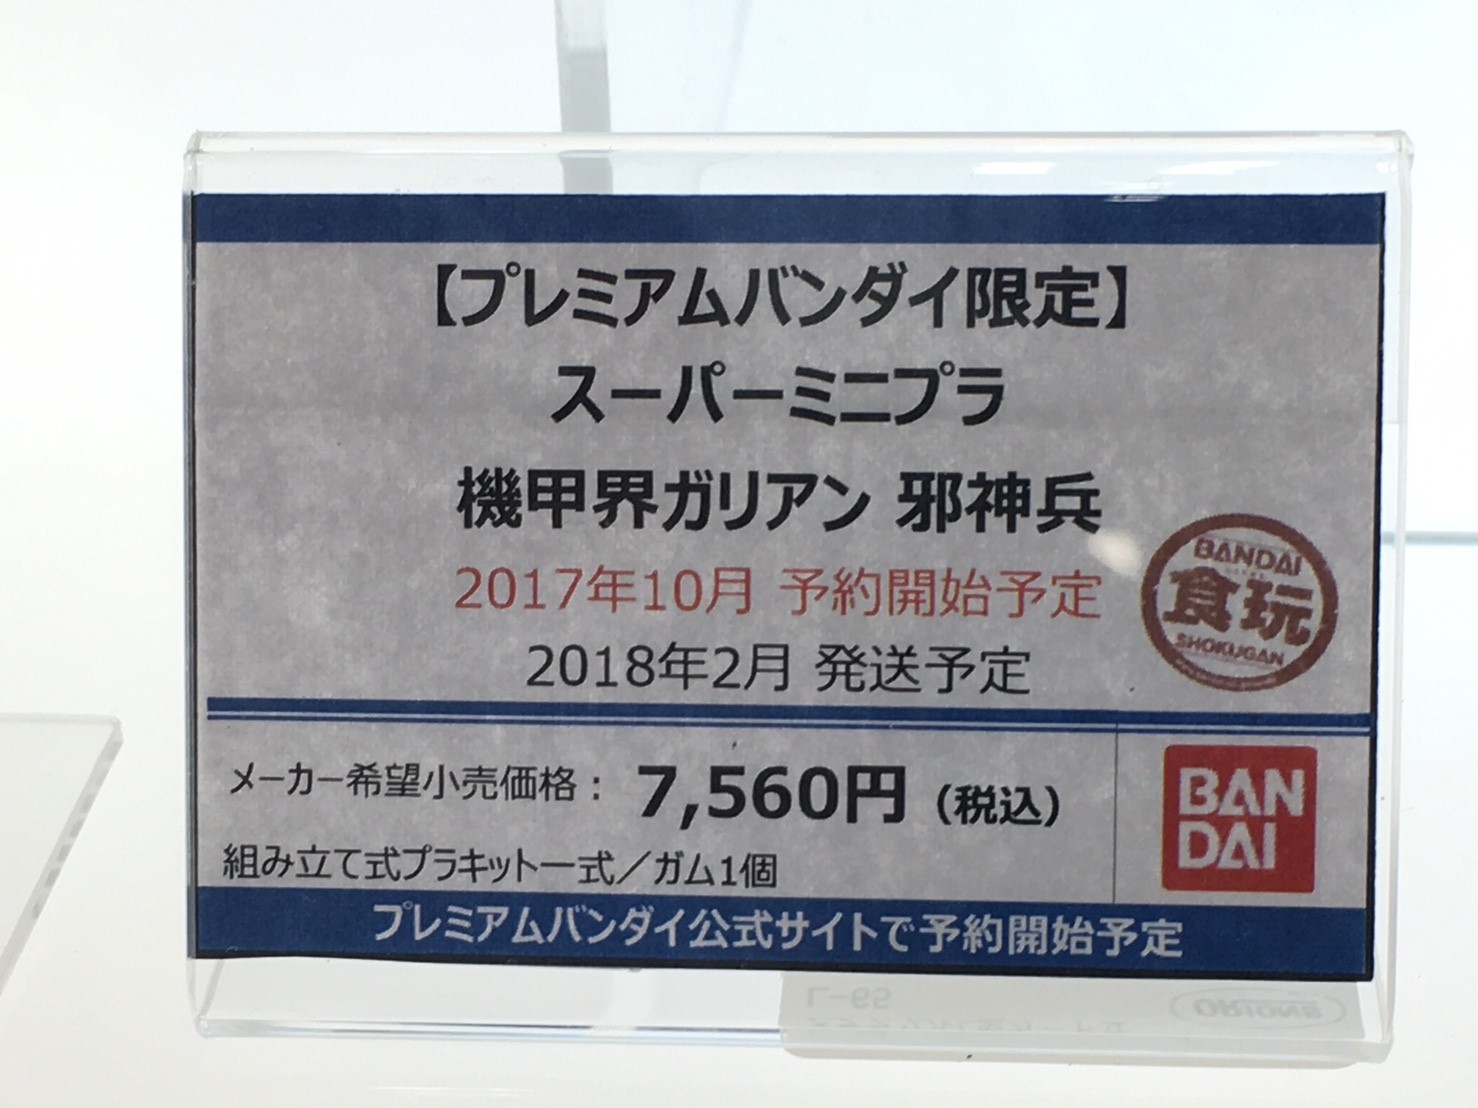 【プレミアムバンダイ限定】
スーパーミニプラ
機甲界ガリアン 邪神兵
2017年10月 予約開始予定
2018年2月 発送予定
BANDAI
食玩
SHOKUGAN
メーカー希望小売価格： 7,560円 （税込）
組み立て式プラキット一式／ガム1個
BAN
DAI
プレミアムバンダイ公式サイトで予約開始予定
L-65
ORIONS